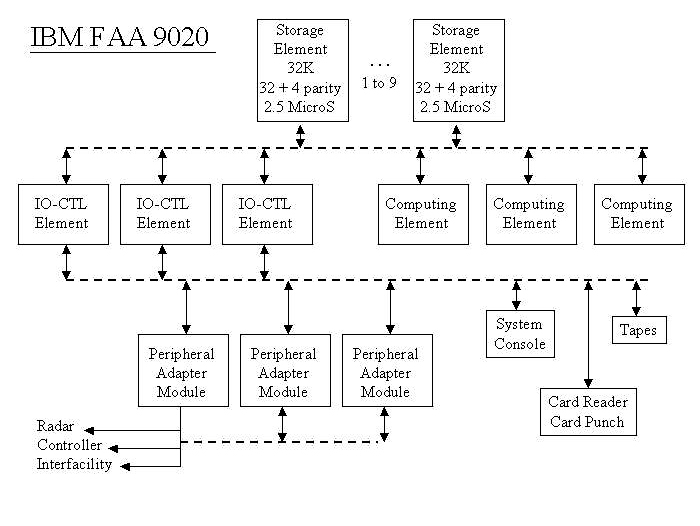 IBM FAA 9020
Storage
Element
32K
32 + 4 parity
2.5 MicroS
. . .
1 to 9
Storage
Element
32K
32 + 4 parity
2.5 MicroS
IO-CTL
Element
IO-CTL
Element
IO-CTL
Element
Computing
Element
Computing
Element
Computing
Element
Peripheral
Adapter
Module
Peripheral
Adapter
Module
Peripheral
Adapter
Module
System
Console
Tapes
Card Reader
Card Punch
Radar
Controller
Interfacility